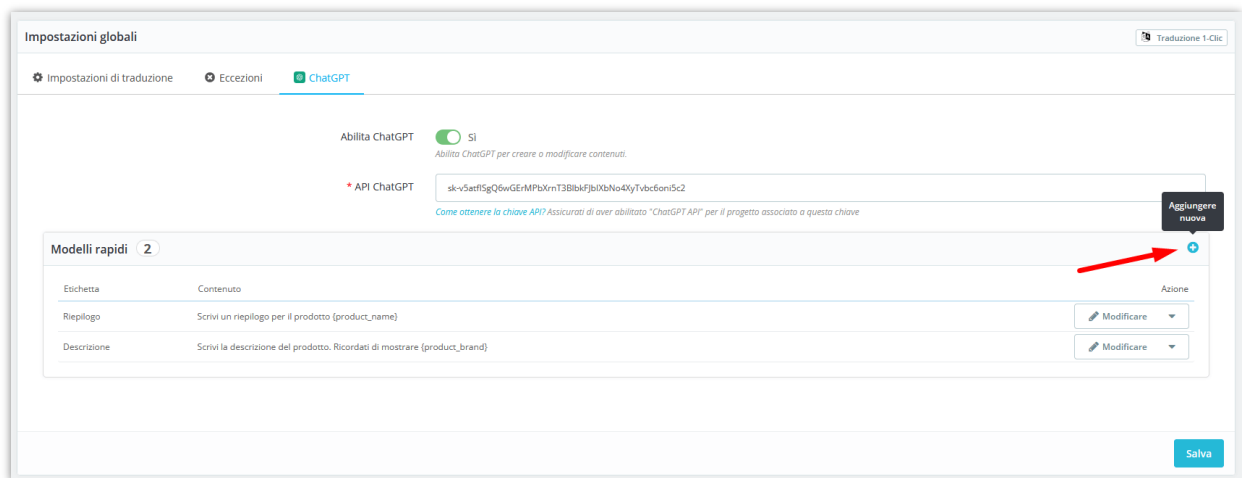 Impostazioni globali
Traduzione 1-Clic
Impostazioni di traduzione
Eccezioni
ChatGPT
Abilita ChatGPT
Sì
Abilita ChatGPT per creare o modificare contenuti.
* API ChatGPT
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
Come ottenere la chiave API? Assicurati di aver abilitato "ChatGPT API" per il progetto associato a questa chiave
Aggiungere
nuova
Modelli rapidi 2
Etichetta Contenuto Azione
Riepilogo Scrivi un riepilogo per il prodotto {product_name} Modificare
Descrizione Scrivi la descrizione del prodotto. Ricordati di mostrare {product_brand} Modificare
Salva